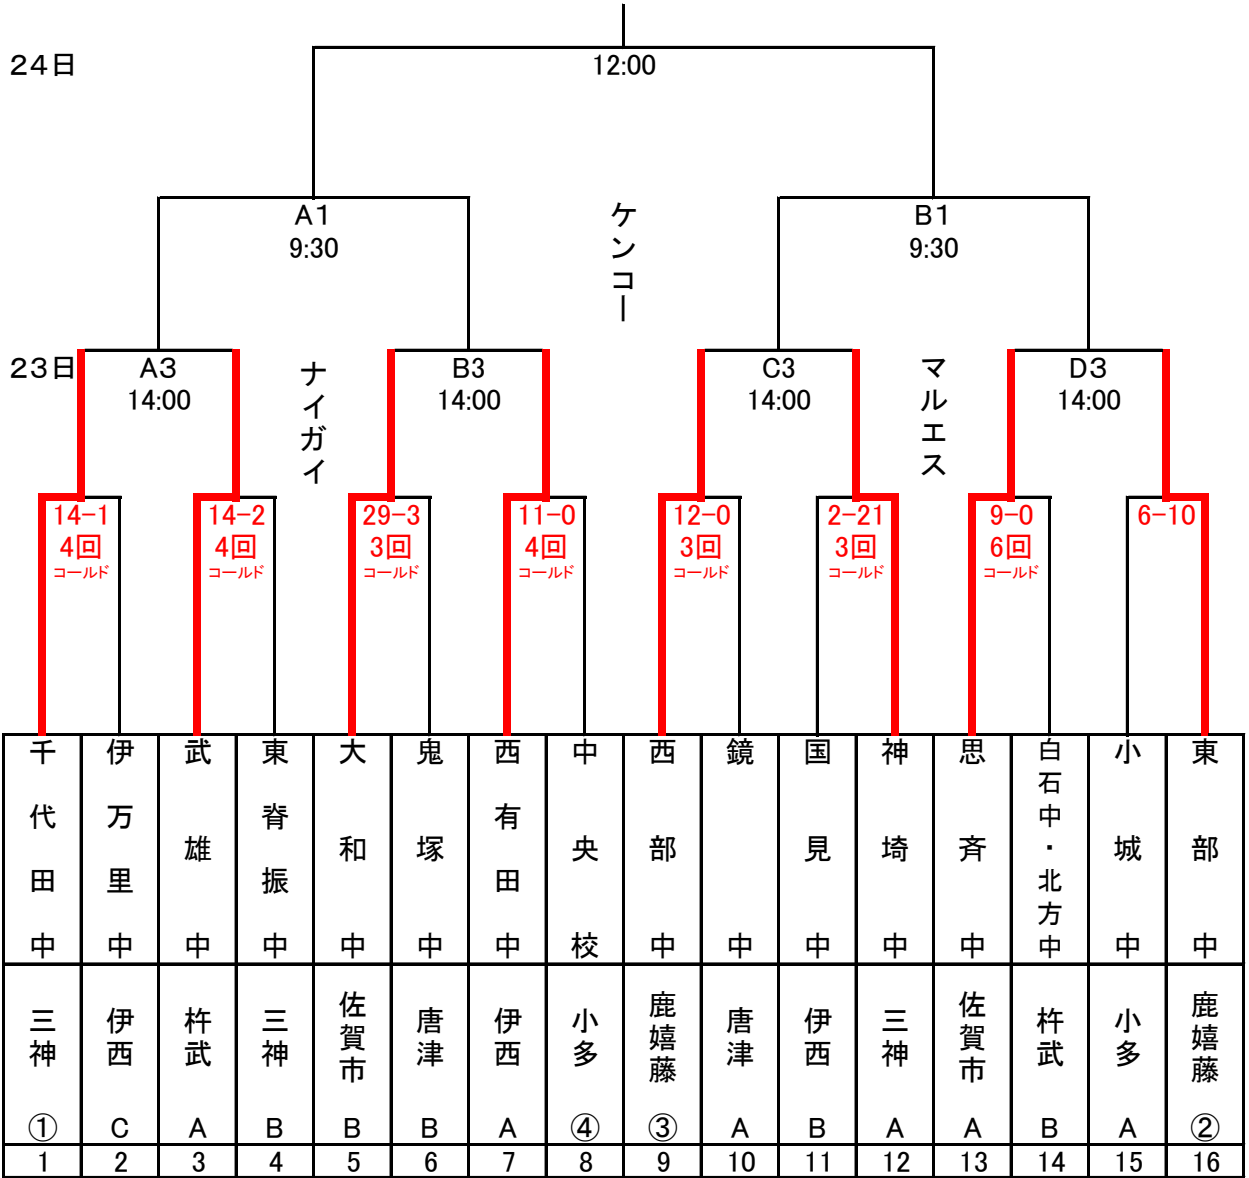 24日
12:00
A1
9:30
ケンコー
B1
9:30
23日
A3
14:00
ナイガイ
B3
14:00
C3
14:00
マルエス
D3
14:00
14-1
4回
コールド
14-2
4回
コールド
29-3
3回
コールド
11-0
4回
コールド
12-0
3回
コールド
2-21
3回
コールド
9-0
6回
コールド
6-10
千代田中
伊万里中
武雄中
東脊振中
大和中
鬼塚中
西有田中
中央校
西部中
鏡中
国見中
神埼中
思斉中
白石中・北方中
小城中
東部中
三神
伊西
杵武
三神
佐賀市
唐津
伊西
小多
鹿嬉藤
唐津
伊西
三神
佐賀市
杵武
小多
鹿嬉藤
① C A B B B A ④ ③ A B A A B A ②
1 2 3 4 5 6 7 8 9 10 11 12 13 14 15 16